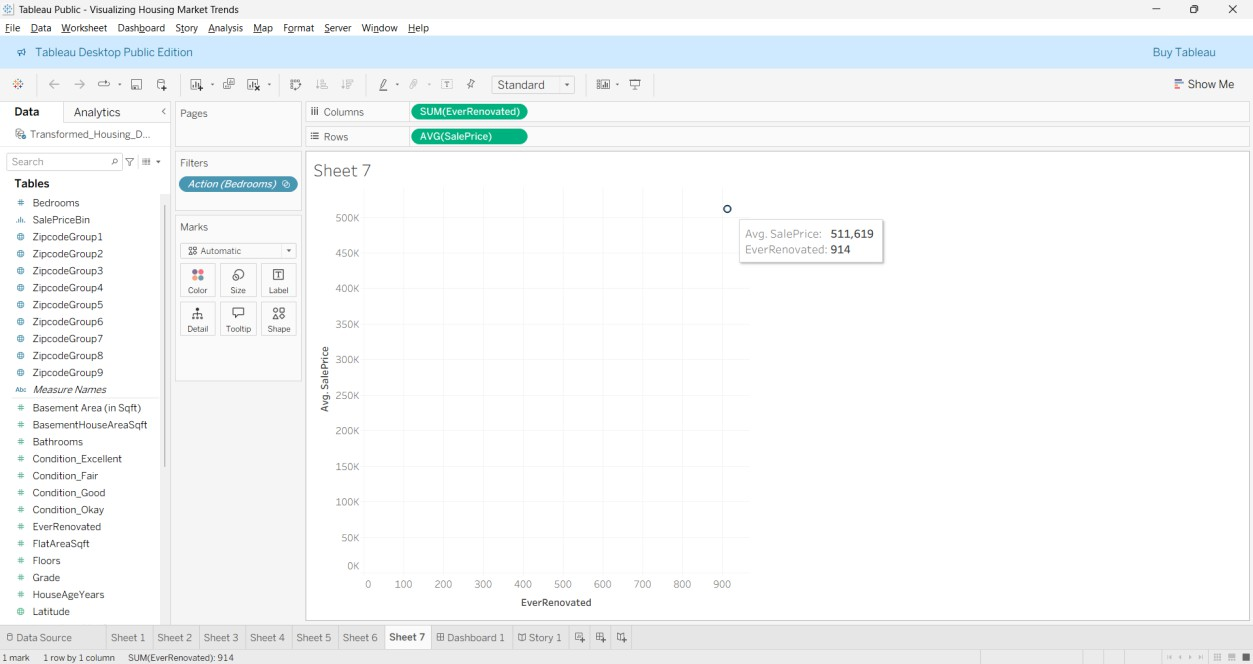 Tableau Public - Visualizing Housing Market Trends
File Data Worksheet Dashboard Story Analysis Map Format Server Window Help
Tableau Desktop Public Edition Buy Tableau
Standard Show Me
Data Analytics
Transformed_Housing_D...
Search
Tables
Bedrooms
SalePriceBin
ZipcodeGroup1
ZipcodeGroup2
ZipcodeGroup3
ZipcodeGroup4
ZipcodeGroup5
ZipcodeGroup6
ZipcodeGroup7
ZipcodeGroup8
ZipcodeGroup9
Abc Measure Names
Basement Area (in Sqft)
BasementHouseAreaSqft
Bathrooms
Condition_Excellent
Condition_Fair
Condition_Good
Condition_Okay
EverRenovated
FlatAreaSqft
Floors
Grade
HouseAgeYears
Latitude
Pages
Filters
Action (Bedrooms)
Marks
Automatic
Color Size Label
Detail Tooltip Shape
Columns SUM(EverRenovated)
Rows AVG(SalePrice)
Sheet 7
500K
450K
400K
350K
300K
250K
200K
150K
100K
50K
0K
Avg. SalePrice
Avg. SalePrice: 511,619
EverRenovated: 914
0 100 200 300 400 500 600 700 800 900
EverRenovated
Data Source Sheet 1 Sheet 2 Sheet 3 Sheet 4 Sheet 5 Sheet 6 Sheet 7 Dashboard 1 Story 1
1 mark 1 row by 1 column SUM(EverRenovated): 914